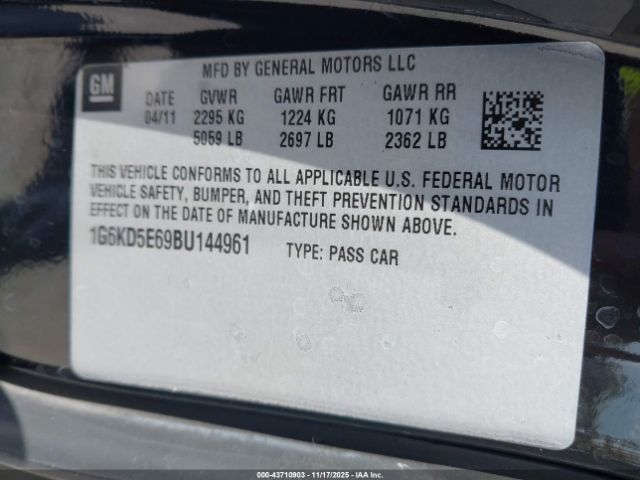 GM
MFD BY GENERAL MOTORS LLC
DATE GVWR GAWR FRT GAWR RR
04/11 2295 KG 1224 KG 1071 KG
5059 LB 2697 LB 2362 LB
THIS VEHICLE CONFORMS TO ALL APPLICABLE U.S. FEDERAL MOTOR
VEHICLE SAFETY, BUMPER, AND THEFT PREVENTION STANDARDS IN
EFFECT ON THE DATE OF MANUFACTURE SHOWN ABOVE.
1G6KD5E69BU144961 TYPE: PASS CAR
000-43710903 - 11/17/2025 - IAAI.COM